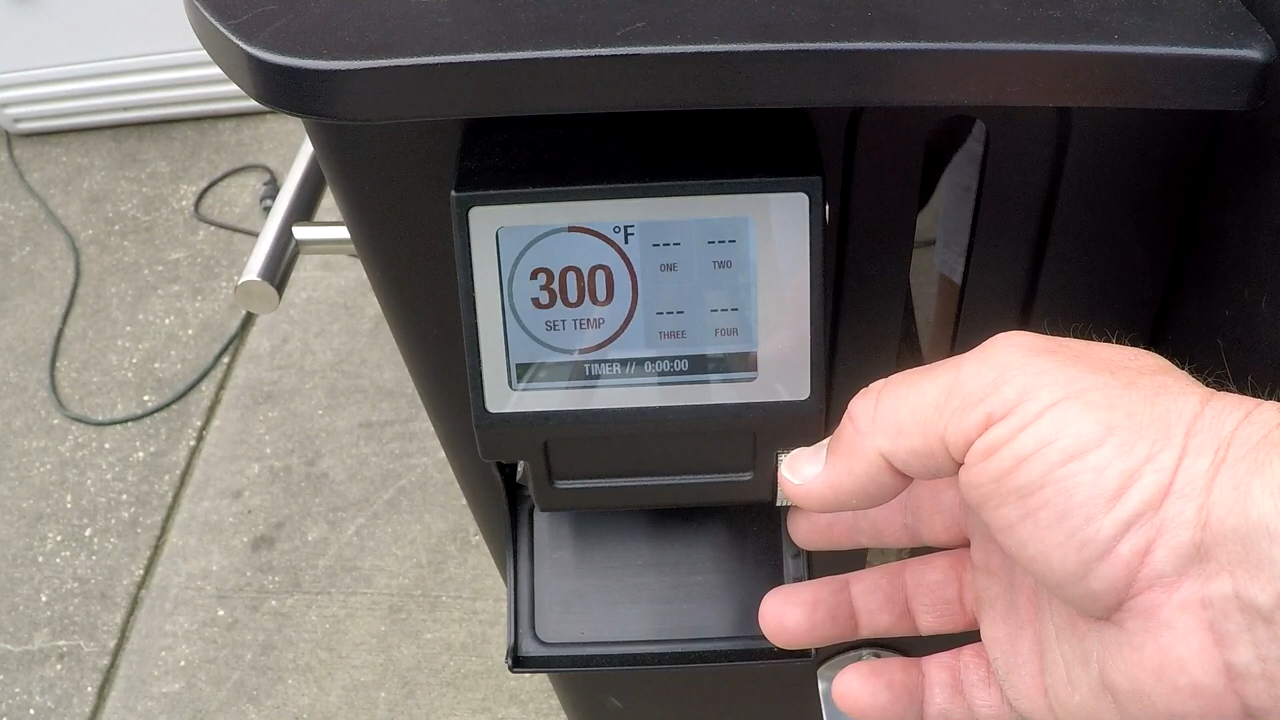 °F
300
SET TEMP
--- ---
ONE TWO
--- ---
THREE FOUR
TIMER // 0:00:00